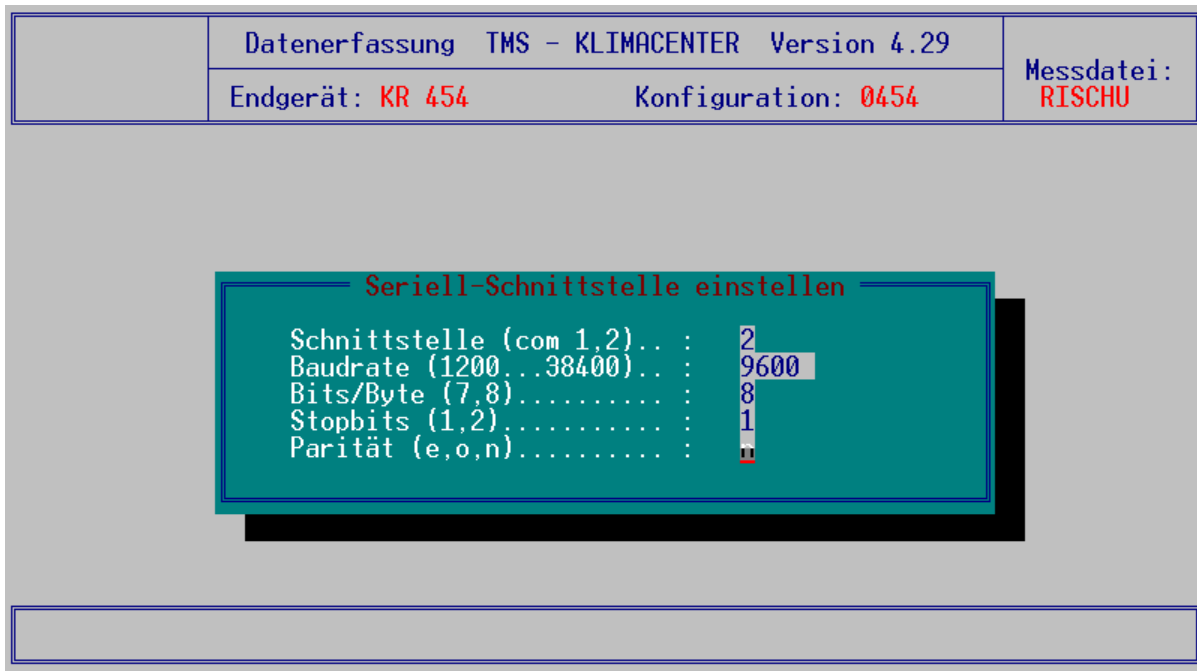 Datenerfassung TMS - KLIMACENTER Version 4.29
Endgerät: KR 454 Konfiguration: 0454
Messdatei:
RISCHU
Seriell-Schnittstelle einstellen
Schnittstelle (com 1,2).. : 2
Baudrate (1200...38400).. : 9600
Bits/Byte (7,8).......... : 8
Stopbits (1,2)........... : 1
Parität (e,o,n).......... : n